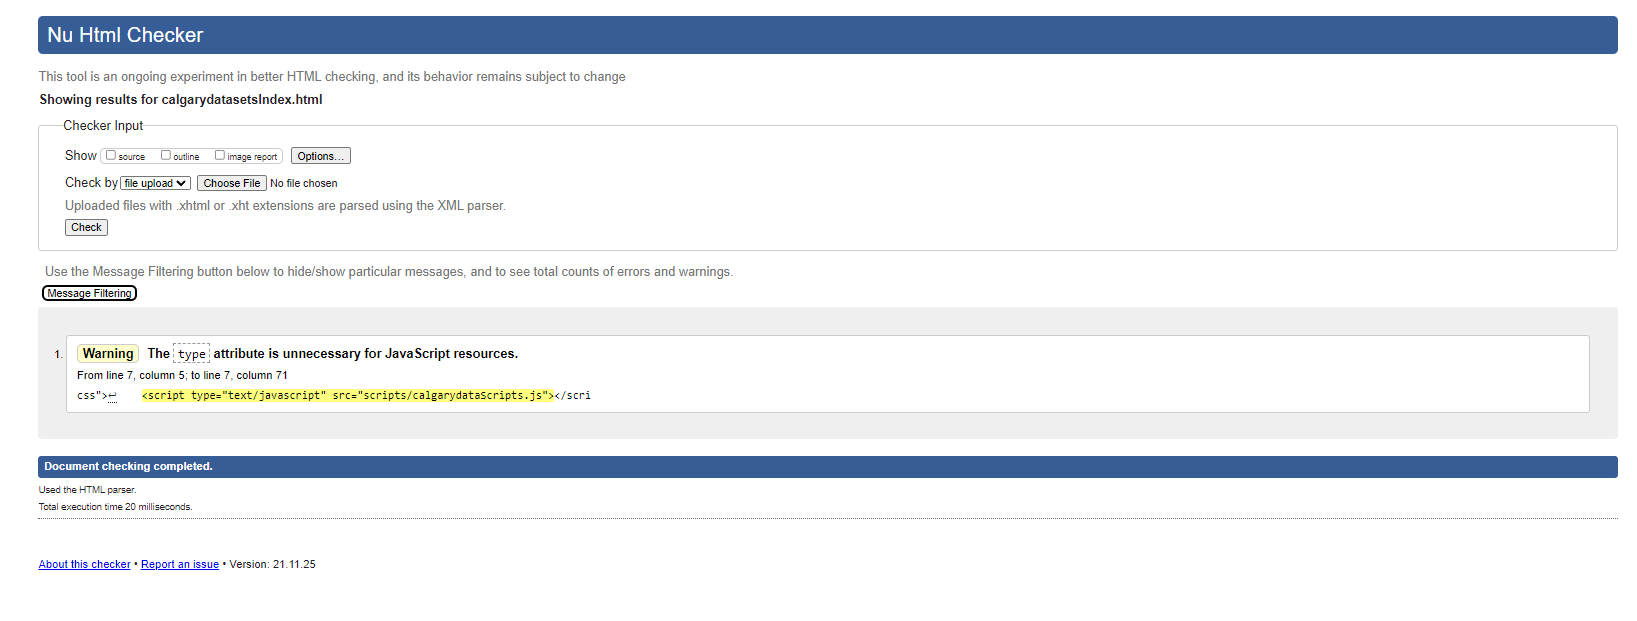 Nu Html Checker
This tool is an ongoing experiment in better HTML checking, and its behavior remains subject to change
Showing results for calgarydatasetsIndex.html
Checker Input
Show source outline image report Options...
Check by file upload Choose File No file chosen
Uploaded files with .xhtml or .xht extensions are parsed using the XML parser.
Check
Use the Message Filtering button below to hide/show particular messages, and to see total counts of errors and warnings.
Message Filtering
1. Warning The type attribute is unnecessary for JavaScript resources.
From line 7, column 5; to line 7, column 71
css">↩ <script type="text/javascript" src="scripts/calgarydataScripts.js"></scri
Document checking completed.
Used the HTML parser.
Total execution time 20 milliseconds.
About this checker • Report an issue • Version: 21.11.25